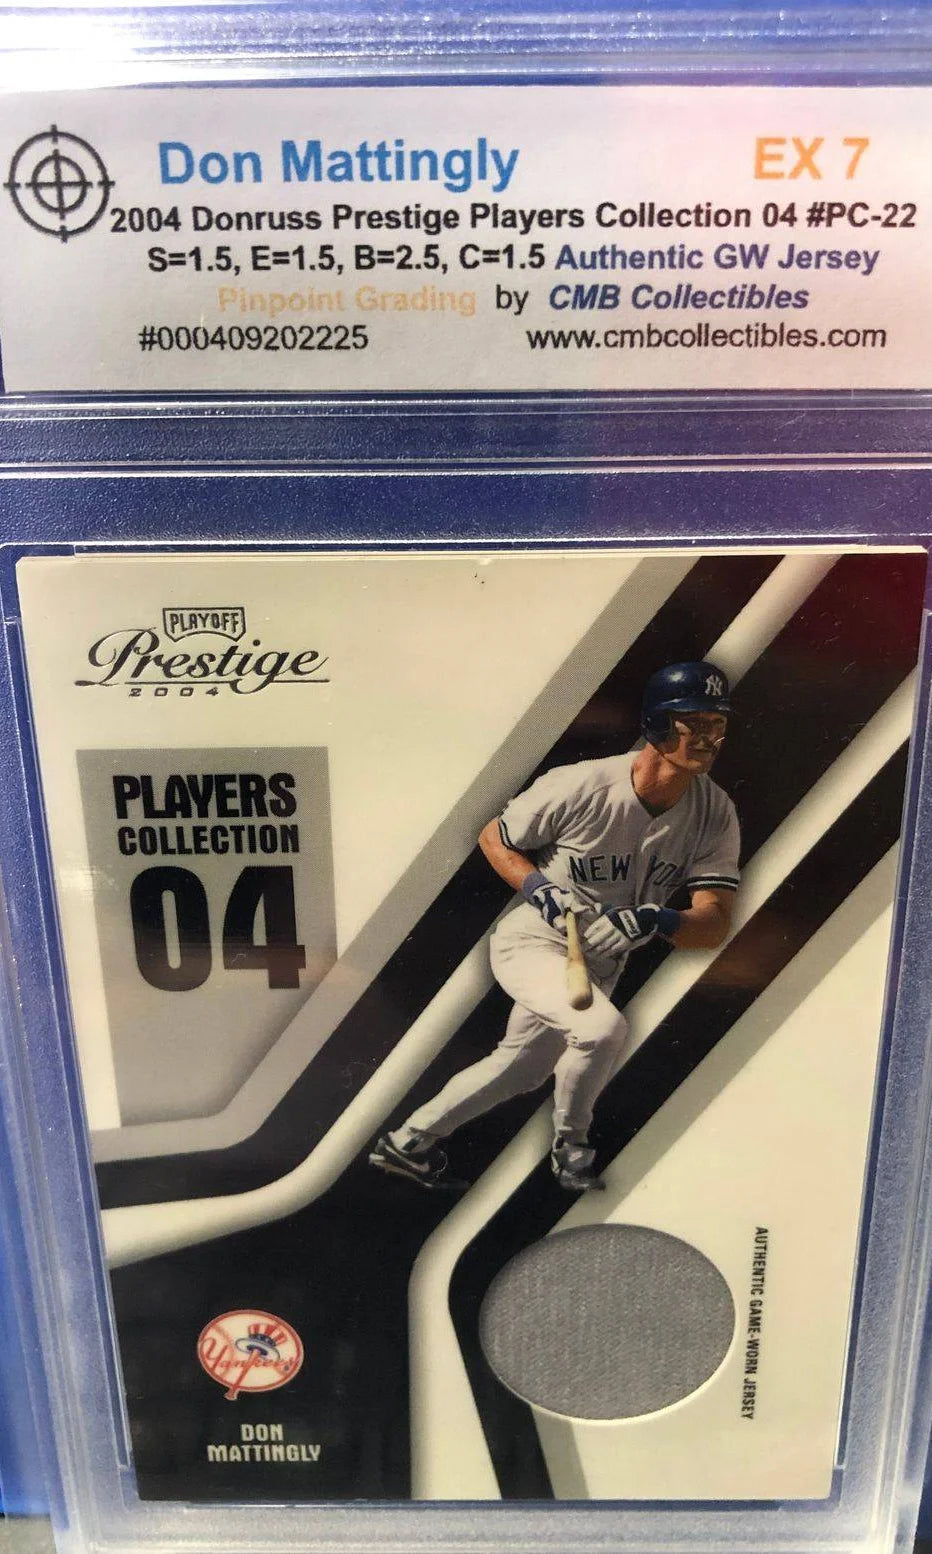 Don Mattingly EX 7
2004 Donruss Prestige Players Collection 04 #PC-22
S=1.5, E=1.5, B=2.5, C=1.5 Authentic GW Jersey
Pinpoint Grading by CMB Collectibles
#000409202225 www.cmbcollectibles.com
PLAYOFF
Prestige
2004
PLAYERS
COLLECTION
04
NY
NEW YO
AUTHENTIC GAME-WORN JERSEY
Yankees
DON
MATTINGLY